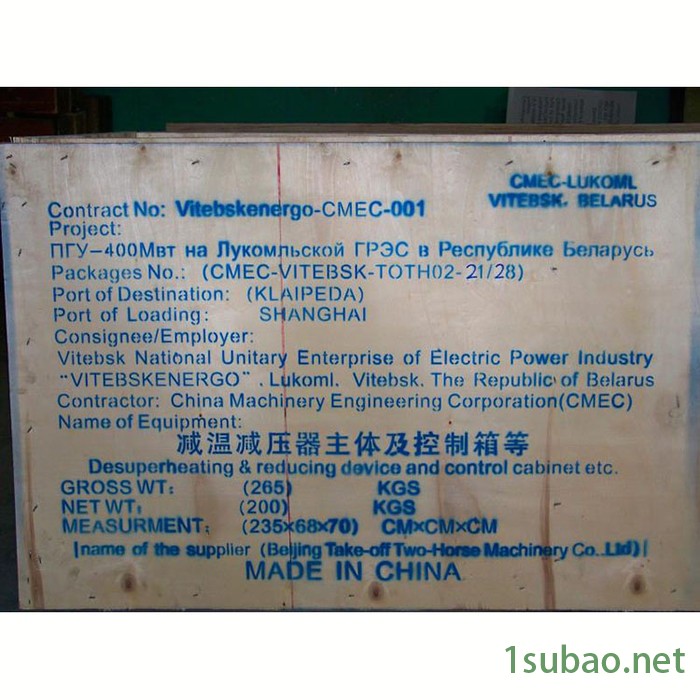 CMEC-LUKOML
VITEBSK. BELARUS
Contract No: Vitebskenergo-CMEC-001
Project:
ПГУ-400Мвт на Лукомльской ГРЭС в Республике Беларусь
Packages No.: (CMEC-VITEBSK-TOTH02-21/28)
Port of Destination: (KLAIPEDA)
Port of Loading: SHANGHAI
Consignee/Employer:
Vitebsk National Unitary Enterprise of Electric Power Industry
"VITEBSKENERGO". Lukoml. Vitebsk. The Republic of Belarus
Contractor: China Machinery Engineering Corporation(CMEC)
Name of Equipment:
减温减压器主体及控制箱等
Desuperheating & reducing device and control cabinet etc.
GROSS WT: (265) KGS
NET WT: (200) KGS
MEASURMENT: (235×68×70) CM×CM×CM
[name of the supplier (Beijing Take-off Two-Horse Machinery Co..Ltd)]
MADE IN CHINA
1subao.net